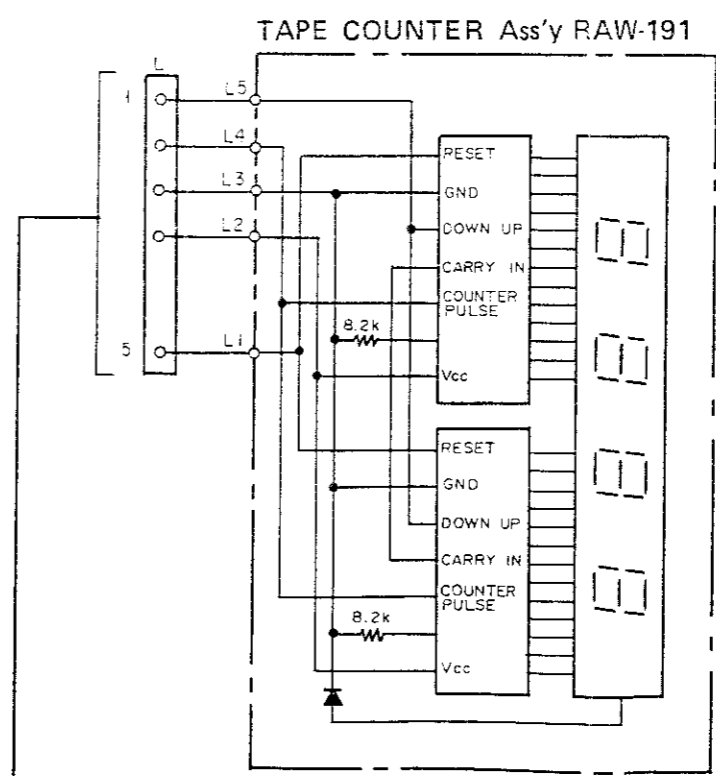 TAPE COUNTER Ass'y RAW-191
L
1
L5
L4
L3
L2
5
L1
RESET
GND
DOWN UP
CARRY IN
COUNTER
PULSE
8.2k
Vcc
RESET
GND
DOWN UP
CARRY IN
COUNTER
PULSE
8.2k
Vcc